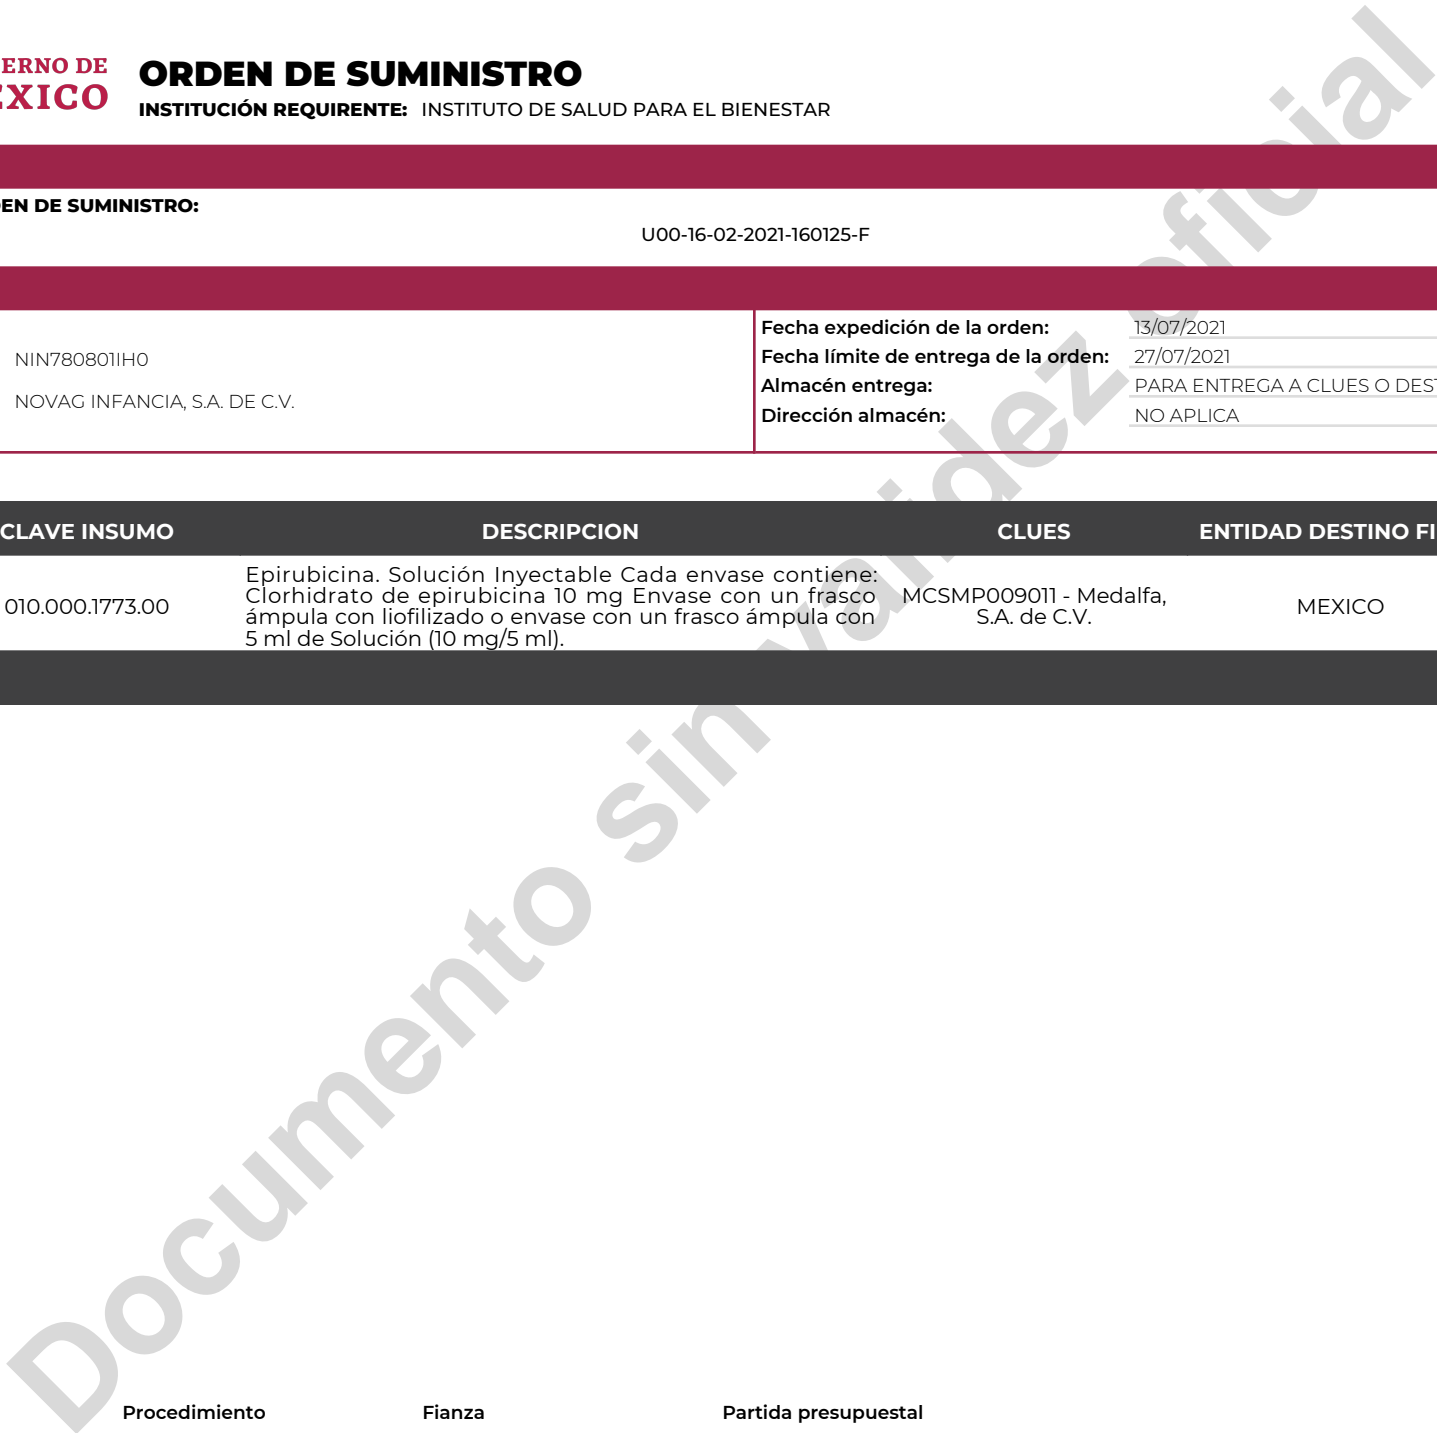 ERNO DE
EXICO
ORDEN DE SUMINISTRO
INSTITUCIÓN REQUIRENTE: INSTITUTO DE SALUD PARA EL BIENESTAR
EN DE SUMINISTRO:
U00-16-02-2021-160125-F
NIN780801IH0
NOVAG INFANCIA, S.A. DE C.V.
Fecha expedición de la orden: 13/07/2021
Fecha límite de entrega de la orden: 27/07/2021
Almacén entrega: PARA ENTREGA A CLUES O DEST
Dirección almacén: NO APLICA
CLAVE INSUMO DESCRIPCION CLUES ENTIDAD DESTINO FI
010.000.1773.00
Epirubicina. Solución Inyectable Cada envase contiene:
Clorhidrato de epirubicina 10 mg Envase con un frasco
ámpula con liofilizado o envase con un frasco ámpula con
5 ml de Solución (10 mg/5 ml).
MCSMP009011 - Medalfa,
S.A. de C.V.
MEXICO
Documento sin validez oficial
Procedimiento Fianza Partida presupuestal